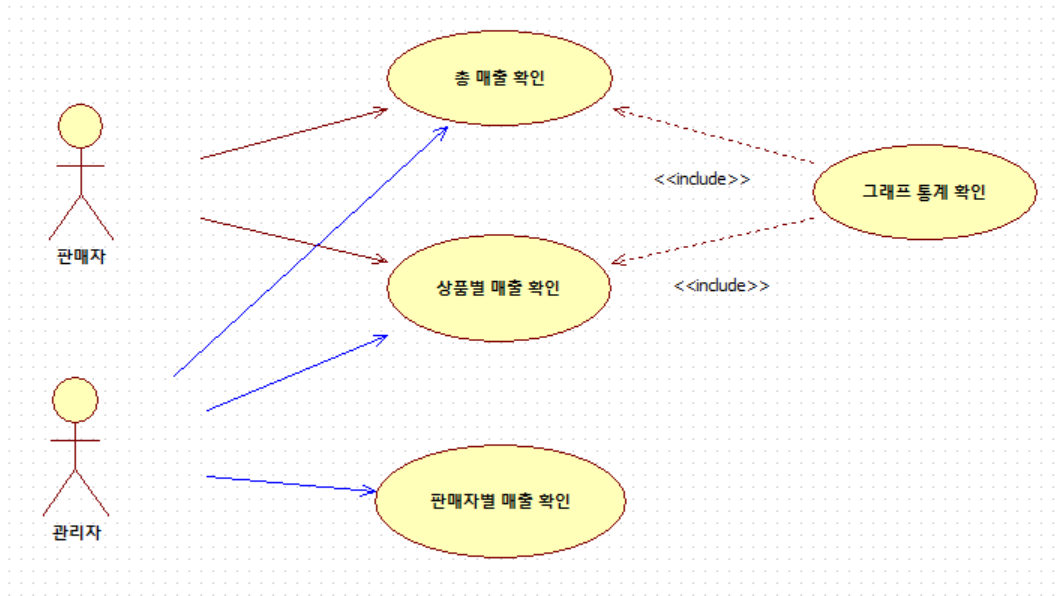 총 매출 확인
<<include>>
그래프 통계 확인
판매자
상품별 매출 확인
<<include>>
판매자별 매출 확인
관리자